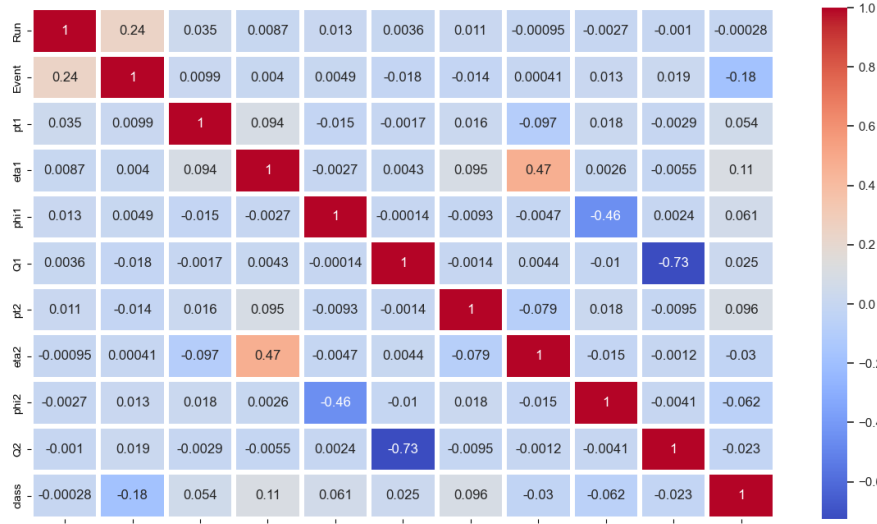 Run 1 0.24 0.035 0.0087 0.013 0.0036 0.011 -0.00095 -0.0027 -0.001 -0.00028
Event 0.24 1 0.0099 0.004 0.0049 -0.018 -0.014 0.00041 0.013 0.019 -0.18
pt1 0.035 0.0099 1 0.094 -0.015 -0.0017 0.016 -0.097 0.018 -0.0029 0.054
eta1 0.0087 0.004 0.094 1 -0.0027 0.0043 0.095 0.47 0.0026 -0.0055 0.11
phi1 0.013 0.0049 -0.015 -0.0027 1 -0.00014 -0.0093 -0.0047 -0.46 0.0024 0.061
Q1 0.0036 -0.018 -0.0017 0.0043 -0.00014 1 -0.0014 0.0044 -0.01 -0.73 0.025
pt2 0.011 -0.014 0.016 0.095 -0.0093 -0.0014 1 -0.079 0.018 -0.0095 0.096
eta2 -0.00095 0.00041 -0.097 0.47 -0.0047 0.0044 -0.079 1 -0.015 -0.0012 -0.03
phi2 -0.0027 0.013 0.018 0.0026 -0.46 -0.01 0.018 -0.015 1 -0.0041 -0.062
Q2 -0.001 0.019 -0.0029 -0.0055 0.0024 -0.73 -0.0095 -0.0012 -0.0041 1 -0.023
class -0.00028 -0.18 0.054 0.11 0.061 0.025 0.096 -0.03 -0.062 -0.023 1
1.0
0.8
0.6
0.4
0.2
0.0